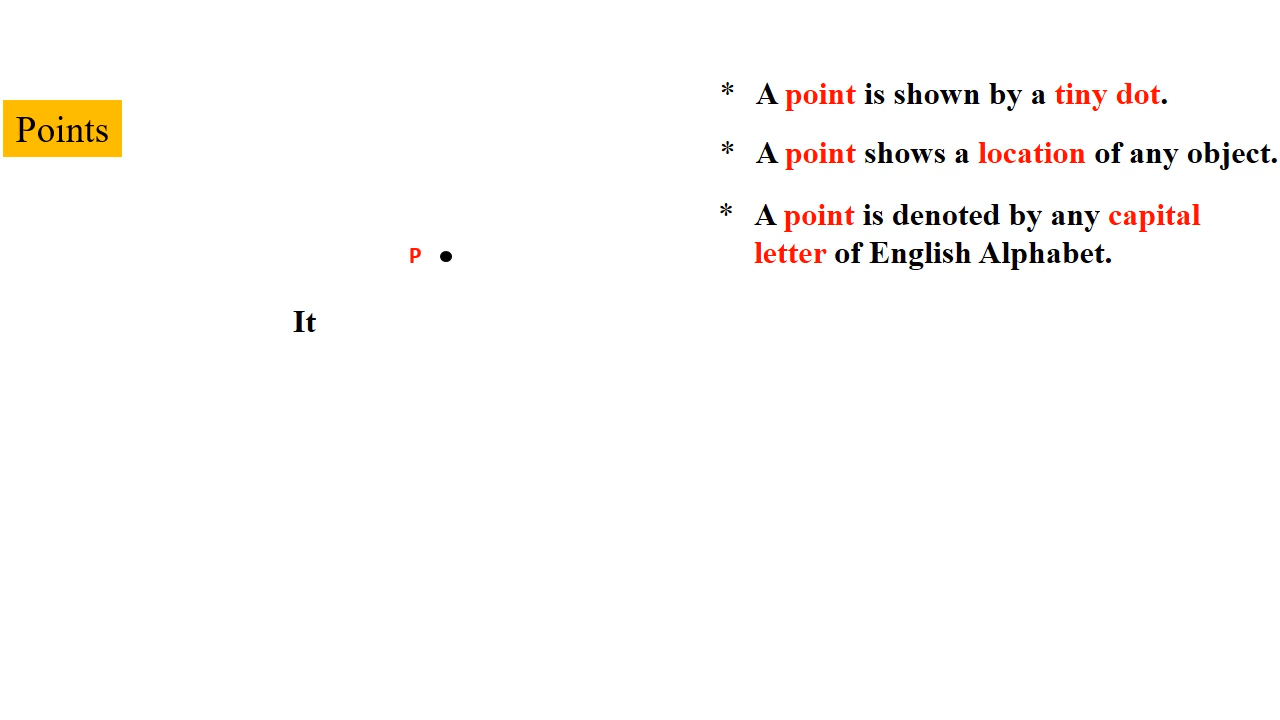 Points
P
It
* A point is shown by a tiny dot.
* A point shows a location of any object.
* A point is denoted by any capital
letter of English Alphabet.